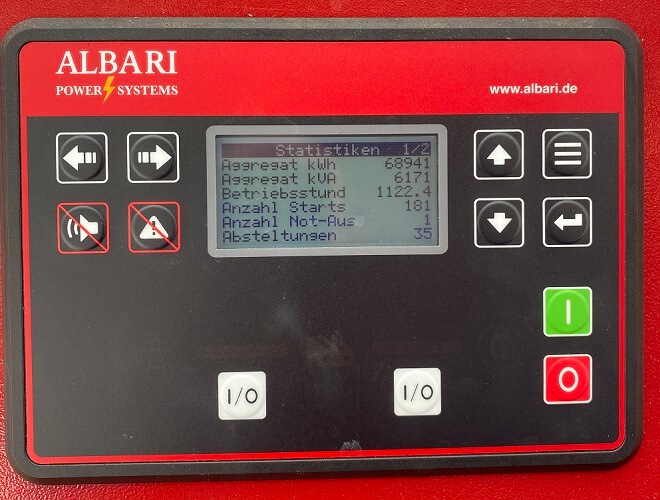 ALBARI
POWER SYSTEMS
www.albari.de
Statistiken 1/2
Aggregat kWh 68941
Aggregat kVA 6171
Betriebsstund 1122.4
Anzahl Starts 181
Anzahl Not-Aus 1
Abstellungen 35
I
O
I/O I/O